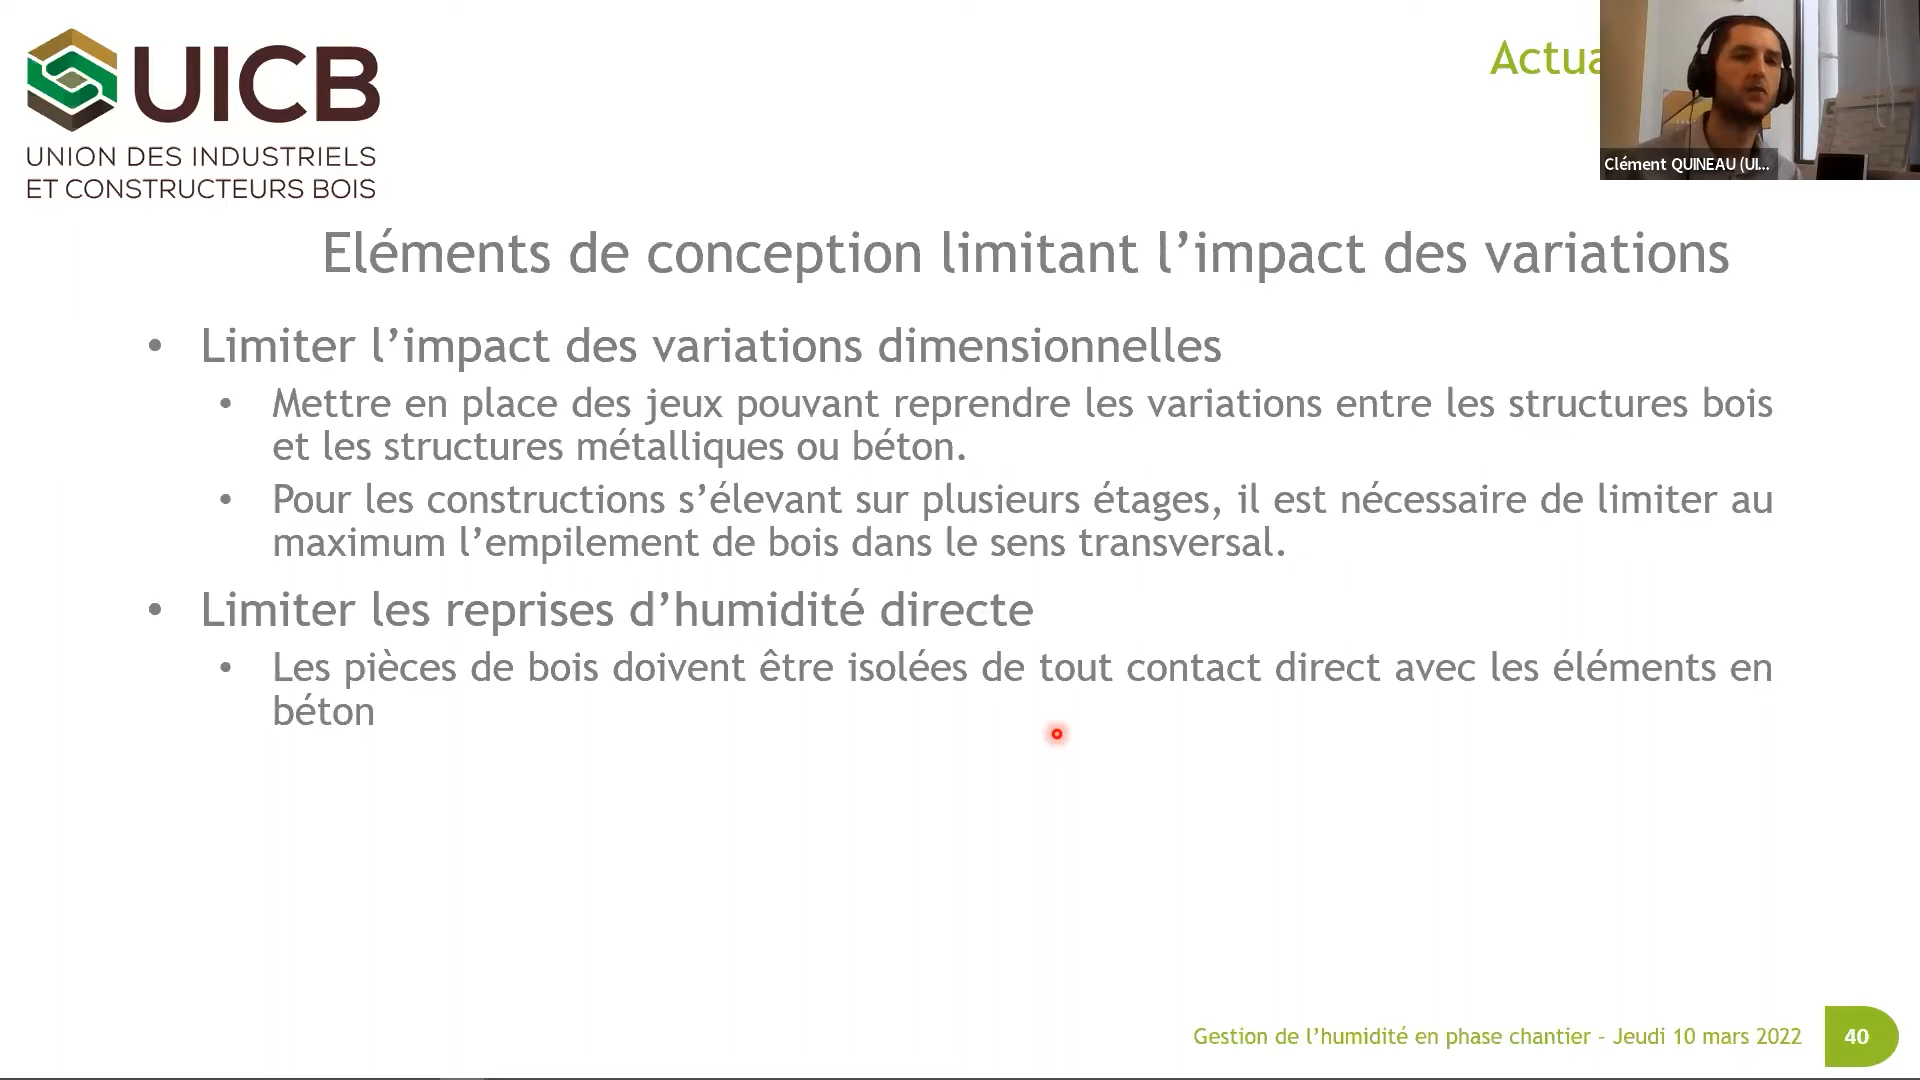 UICB
UNION DES INDUSTRIELS
ET CONSTRUCTEURS BOIS
Clément QUINEAU (UI...
Eléments de conception limitant l’impact des variations
• Limiter l’impact des variations dimensionnelles
• Mettre en place des jeux pouvant reprendre les variations entre les structures bois
et les structures métalliques ou béton.
• Pour les constructions s’élevant sur plusieurs étages, il est nécessaire de limiter au
maximum l’empilement de bois dans le sens transversal.
• Limiter les reprises d’humidité directe
• Les pièces de bois doivent être isolées de tout contact direct avec les éléments en
béton
Gestion de l’humidité en phase chantier – Jeudi 10 mars 2022
40